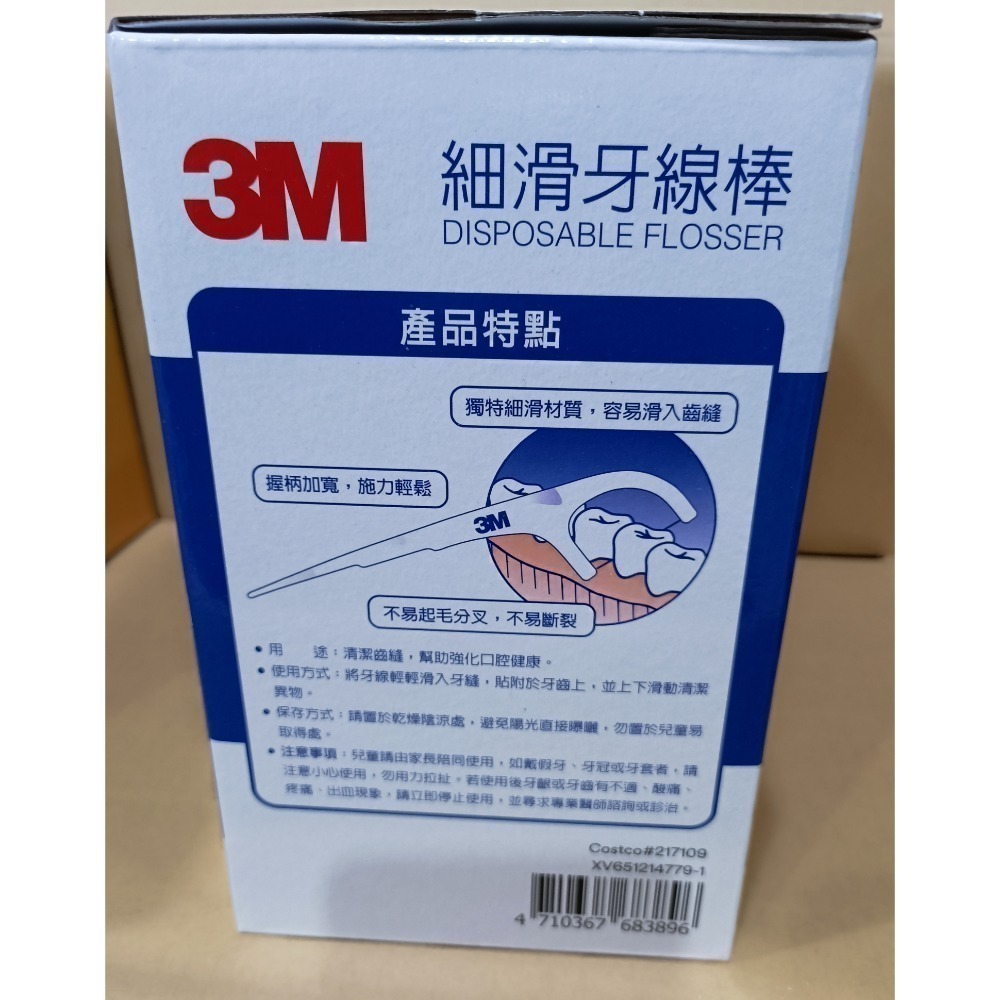 3M
細滑牙線棒
DISPOSABLE FLOSSER
產品特點
獨特細滑材質，容易滑入齒縫
握柄加寬，施力輕鬆
3M
不易起毛分叉，不易斷裂
• 用　途：清潔齒縫，幫助強化口腔健康。
• 使用方式：將牙線輕輕滑入牙縫，貼附於牙齒上，並上下滑動清潔
異物。
• 保存方式：請置於乾燥陰涼處，避免陽光直接曝曬，勿置於兒童易
取得處。
• 注意事項：兒童請由家長陪同使用，如戴假牙、牙冠或牙套者，請
注意小心使用，勿用力拉扯。若使用後牙齦或牙齒有不適、酸痛、
疼痛、出血現象，請立即停止使用，並尋求專業醫師諮詢或診治。
Costco#217109
XV651214779-1
4 710367 683896